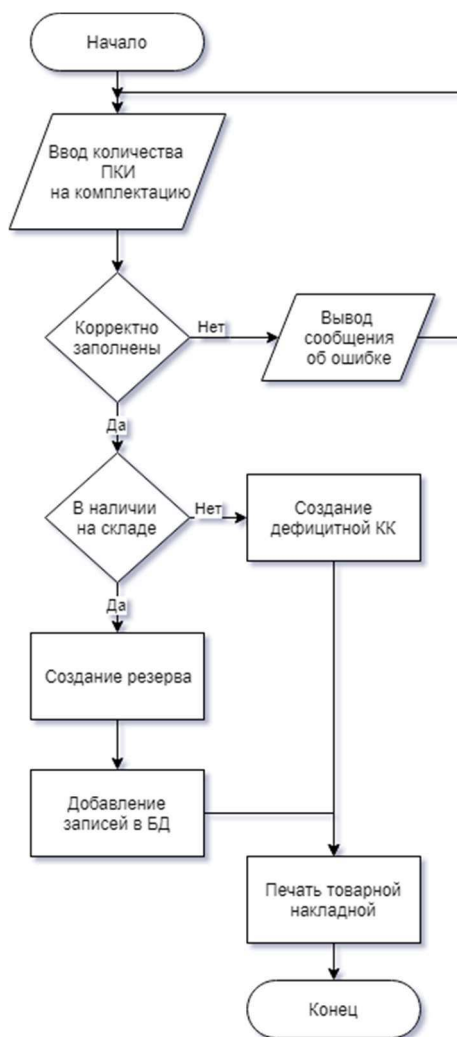 Начало
Ввод количества
ПКИ
на комплектацию
Корректно
заполнены
Нет
Вывод
сообщения
об ошибке
Да
В наличии
на складе
Нет
Создание
дефицитной КК
Да
Создание резерва
Добавление
записей в БД
Печать товарной
накладной
Конец